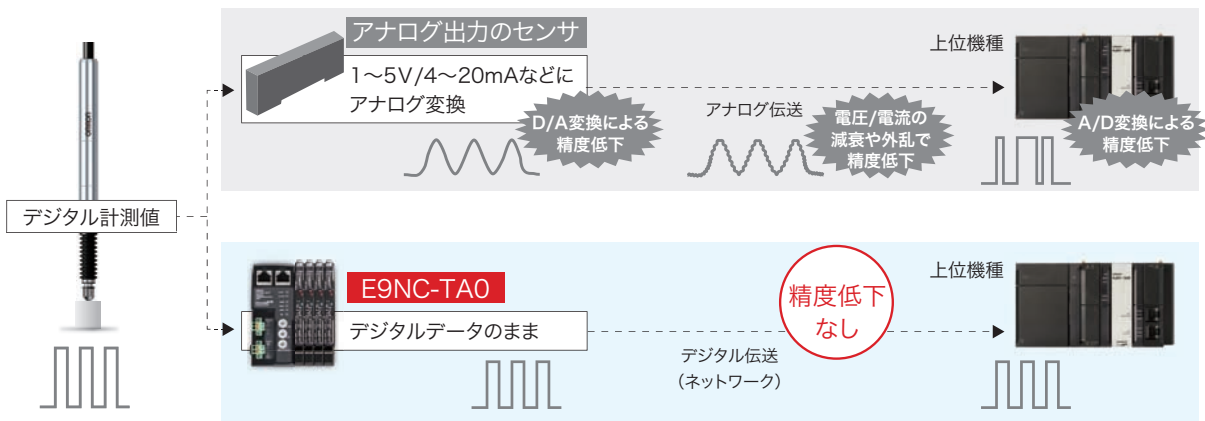 アナログ出力のセンサ
1～5V/4～20mAなどに
アナログ変換
D/A変換による
精度低下
アナログ伝送
電圧/電流の
減衰や外乱で
精度低下
上位機種
A/D変換による
精度低下
omron
デジタル計測値
E9NC-TA0
デジタルデータのまま
デジタル伝送
（ネットワーク）
精度低下
なし
上位機種